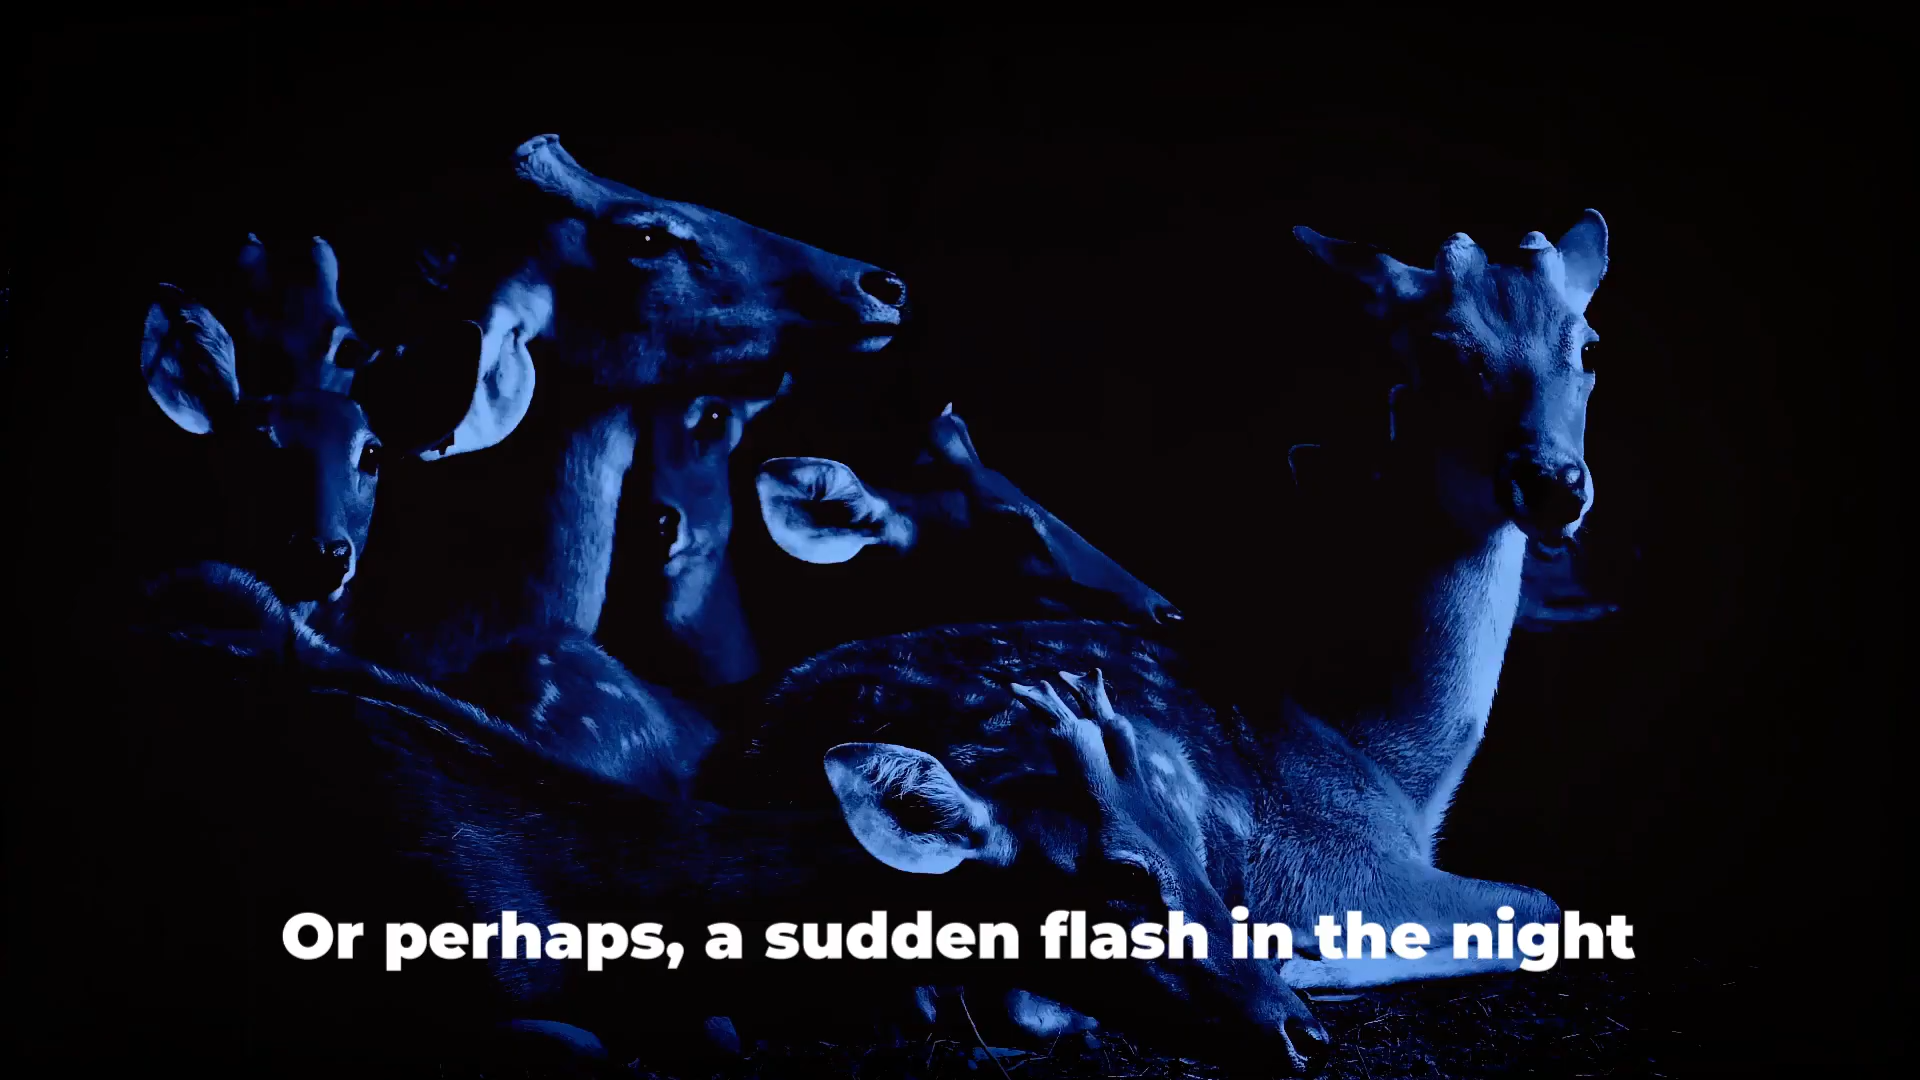 Or perhaps, a sudden flash in the night